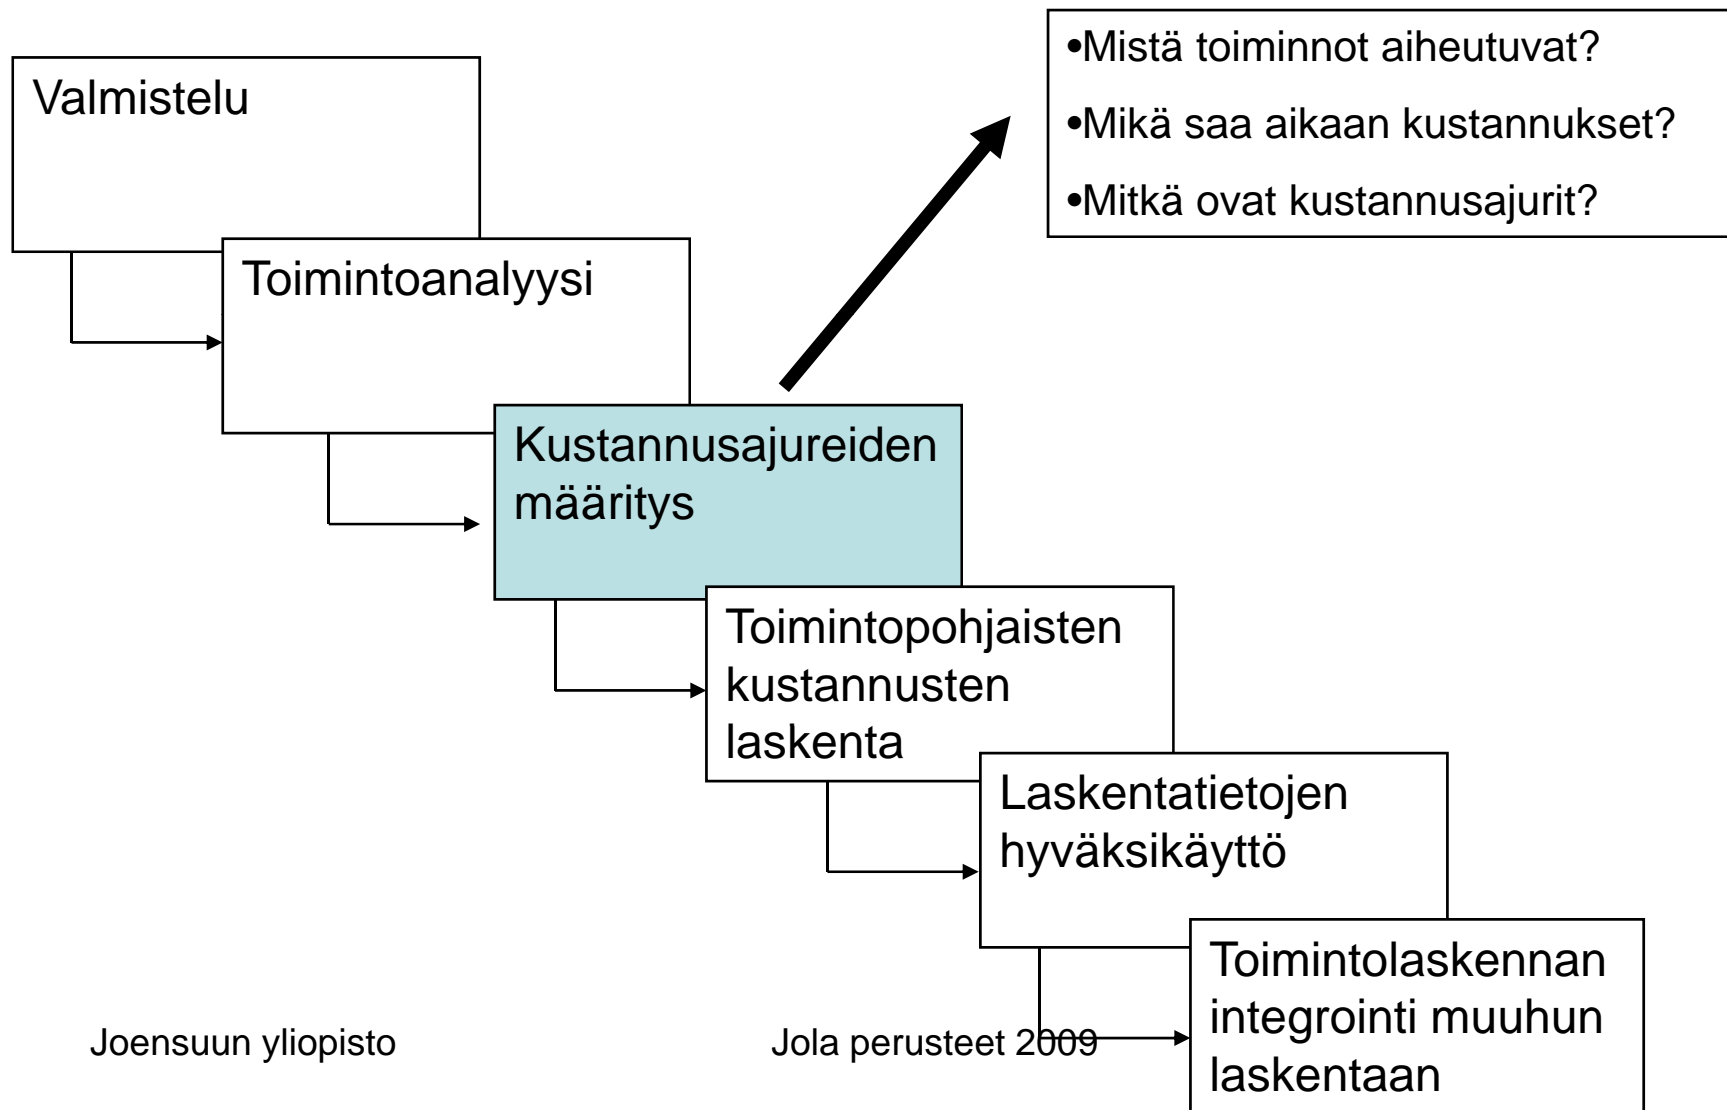 Valmistelu
Toimintoanalyysi
Kustannusajureiden
määritys
Toimintopohjaisten
kustannusten
laskenta
Laskentatietojen
hyväksikäyttö
Toimintolaskennan
integrointi muuhun
laskentaan
•Mistä toiminnot aiheutuvat?
•Mikä saa aikaan kustannukset?
•Mitkä ovat kustannusajurit?
Joensuun yliopisto
Jola perusteet 2009